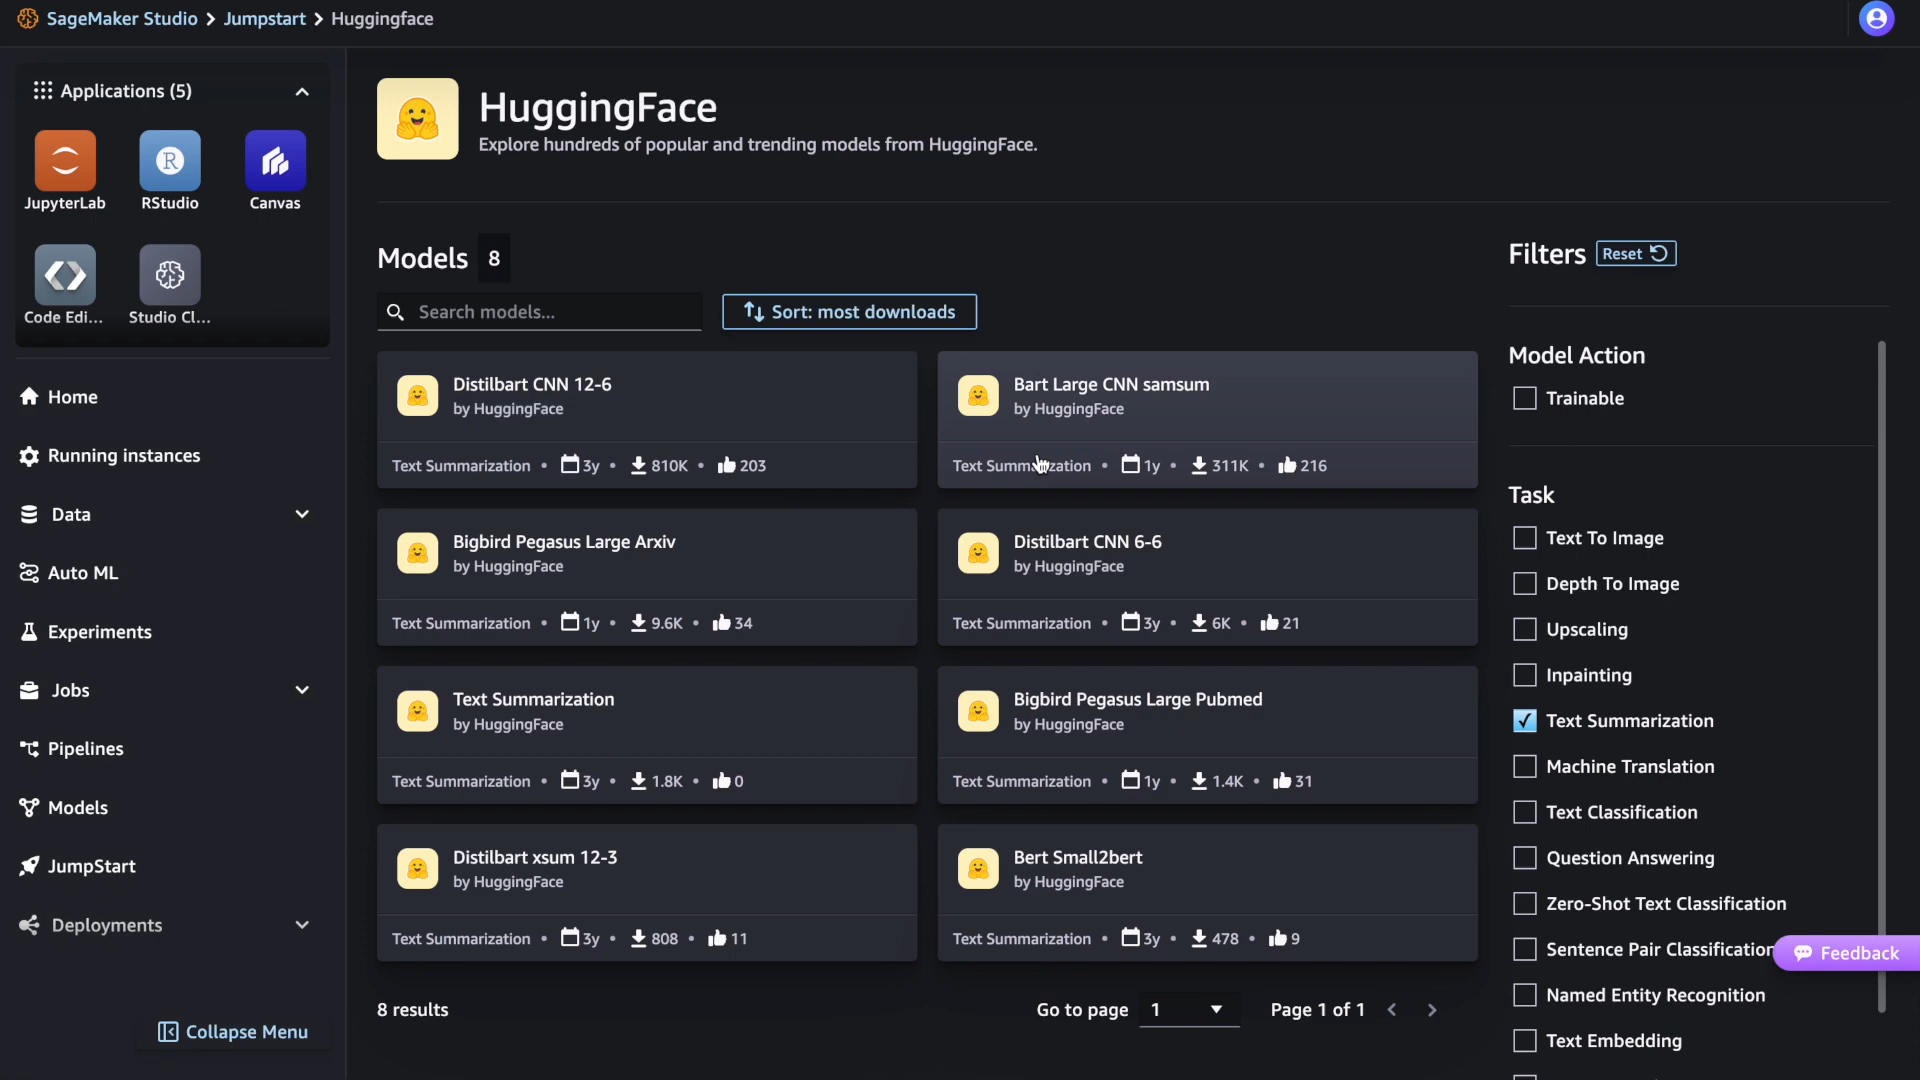 SageMaker Studio > Jumpstart > Huggingface
Applications (5)
JupyterLab
RStudio
Canvas
Code Edi...
Studio Cl...
Home
Running instances
Data
Auto ML
Experiments
Jobs
Pipelines
Models
JumpStart
Deployments
Collapse Menu
HuggingFace
Explore hundreds of popular and trending models from HuggingFace.
Models 8
Search models...
Sort: most downloads
Distilbart CNN 12-6
by HuggingFace
Text Summarization • 3y • 810K • 203
Bart Large CNN samsum
by HuggingFace
Text Summarization • 1y • 311K • 216
Bigbird Pegasus Large Arxiv
by HuggingFace
Text Summarization • 1y • 9.6K • 34
Distilbart CNN 6-6
by HuggingFace
Text Summarization • 3y • 6K • 21
Text Summarization
by HuggingFace
Text Summarization • 3y • 1.8K • 0
Bigbird Pegasus Large Pubmed
by HuggingFace
Text Summarization • 1y • 1.4K • 31
Distilbart xsum 12-3
by HuggingFace
Text Summarization • 3y • 808 • 11
Bert Small2bert
by HuggingFace
Text Summarization • 3y • 478 • 9
8 results
Go to page 1
Page 1 of 1 < >
Filters Reset
Model Action
Trainable
Task
Text To Image
Depth To Image
Upscaling
Inpainting
Text Summarization
Machine Translation
Text Classification
Question Answering
Zero-Shot Text Classification
Sentence Pair Classification
Named Entity Recognition
Text Embedding
Feedback